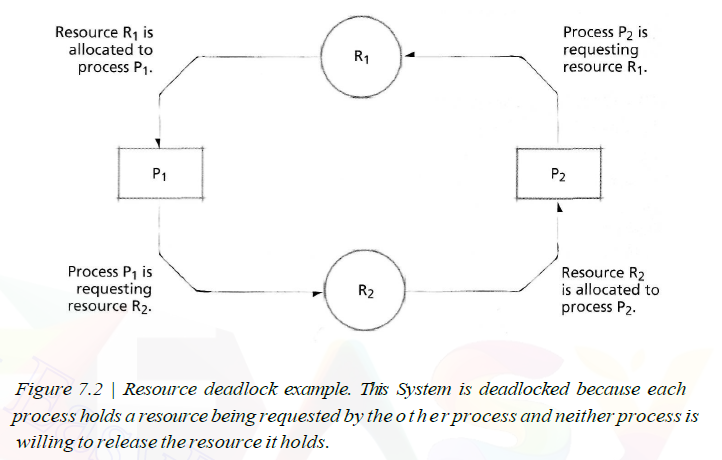 Resource R₁ is
allocated to
process P₁.
R₁
Process P₂ is
requesting
resource R₁.
P₁
P₂
Process P₁ is
requesting
resource R₂.
R₂
Resource R₂
is allocated to
process P₂.
Figure 7.2 | Resource deadlock example. This System is deadlocked because each
process holds a resource being requested by the other process and neither process is
willing to release the resource it holds.